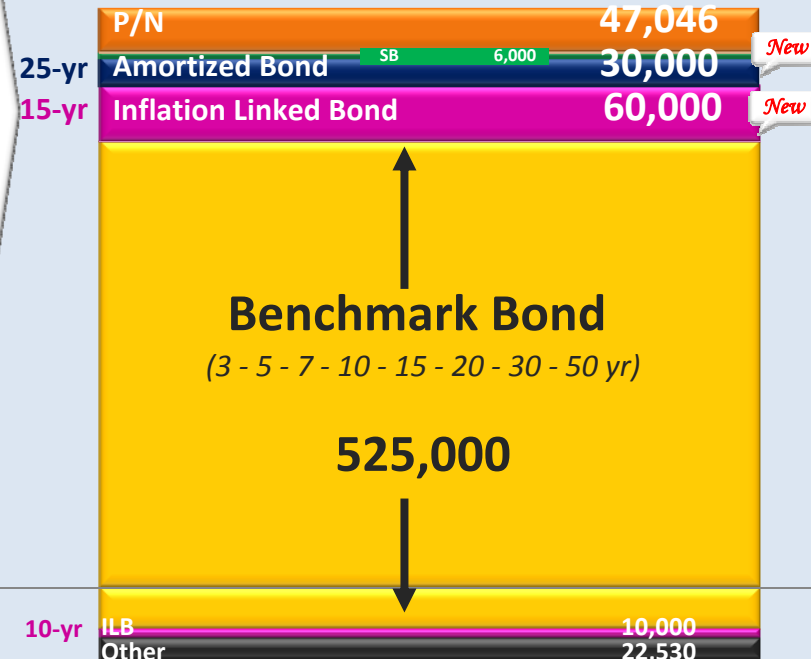 P/N 47,046
SB 6,000
New
25-yr Amortized Bond 30,000
15-yr Inflation Linked Bond 60,000
New
Benchmark Bond
(3 - 5 - 7 - 10 - 15 - 20 - 30 - 50 yr)
525,000
10-yr ILB 10,000
Other 22,530